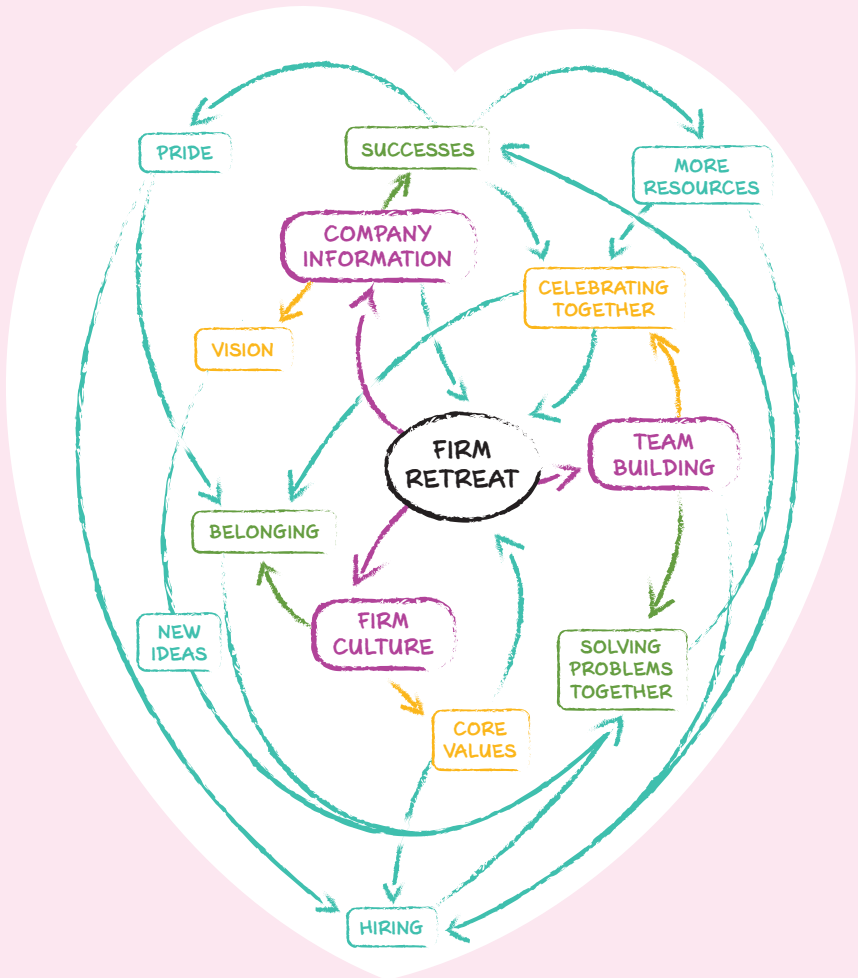 PRIDE
SUCCESSES
MORE
RESOURCES
COMPANY
INFORMATION
CELEBRATING
TOGETHER
VISION
FIRM
RETREAT
TEAM
BUILDING
BELONGING
FIRM
CULTURE
NEW
IDEAS
SOLVING
PROBLEMS
TOGETHER
CORE
VALUES
HIRING